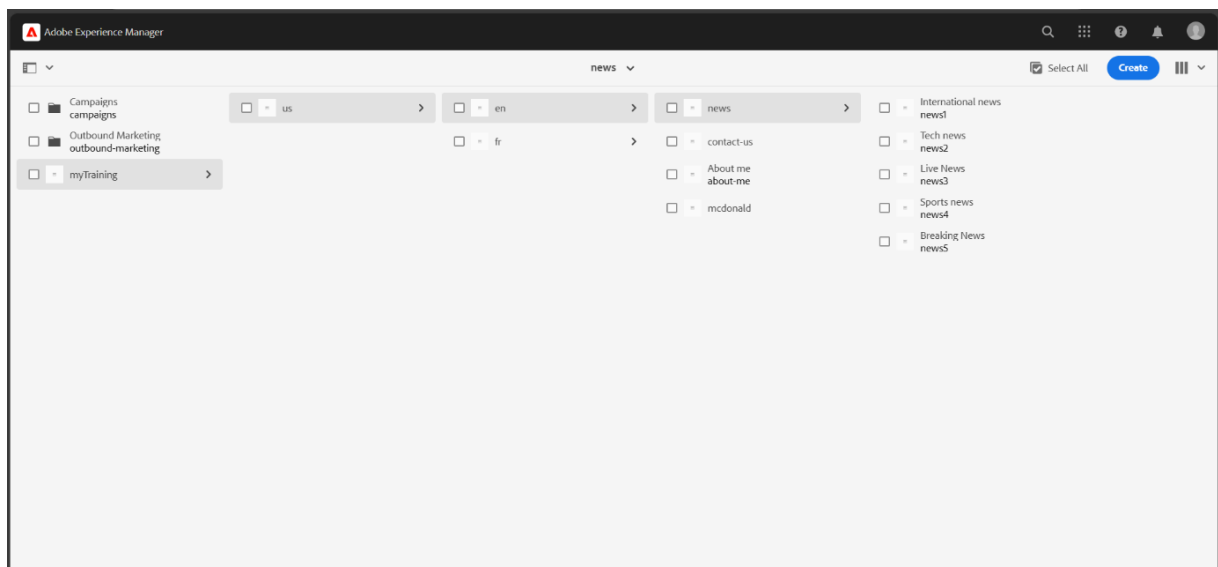 Adobe Experience Manager
news
Select All
Create
Campaigns
campaigns
Outbound Marketing
outbound-marketing
myTraining
us
en
fr
news
contact-us
About me
about-me
mcdonald
International news
news1
Tech news
news2
Live News
news3
Sports news
news4
Breaking News
news5